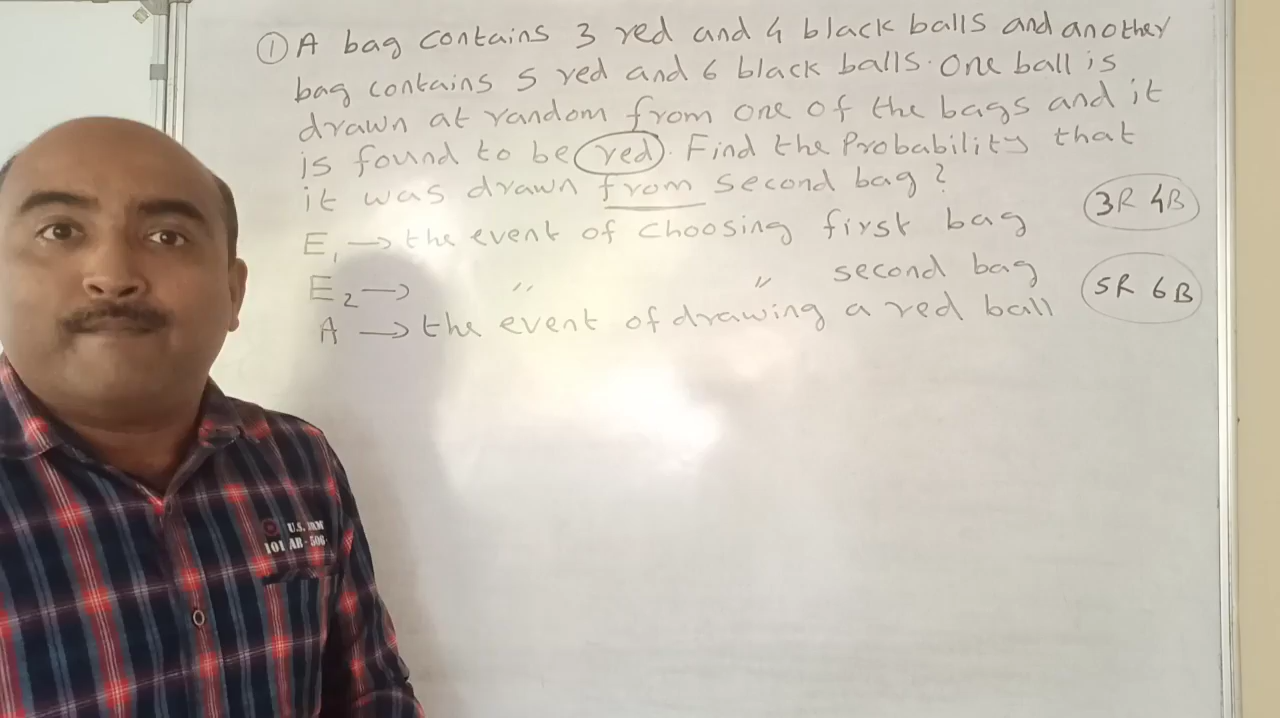 ① A bag contains 3 red and 4 black balls and another
bag contains 5 red and 6 black balls. One ball is
drawn at random from one of the bags and it
is found to be red. Find the Probability that
it was drawn from second bag?
3R 4B
E₁ → the event of choosing first bag
E₂ → " " second bag
5R 6B
A → the event of drawing a red ball
U.S.
101 AB-506